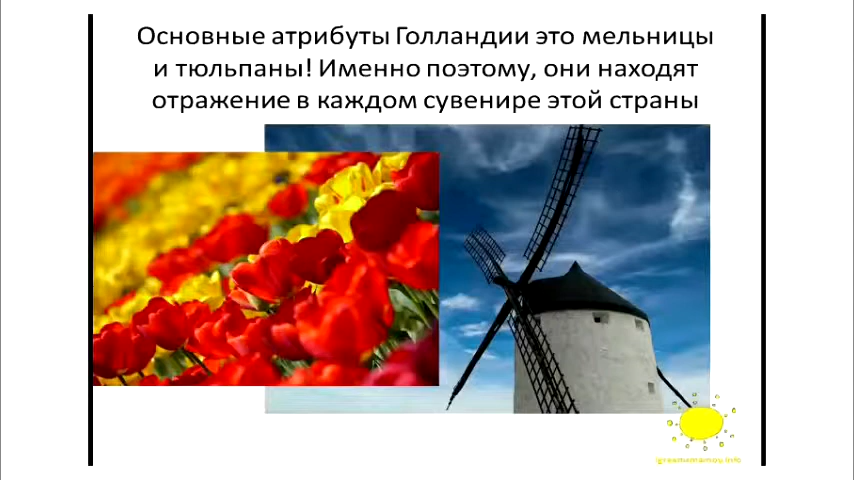 Основные атрибуты Голландии это мельницы
и тюльпаны! Именно поэтому, они находят
отражение в каждом сувенире этой страны